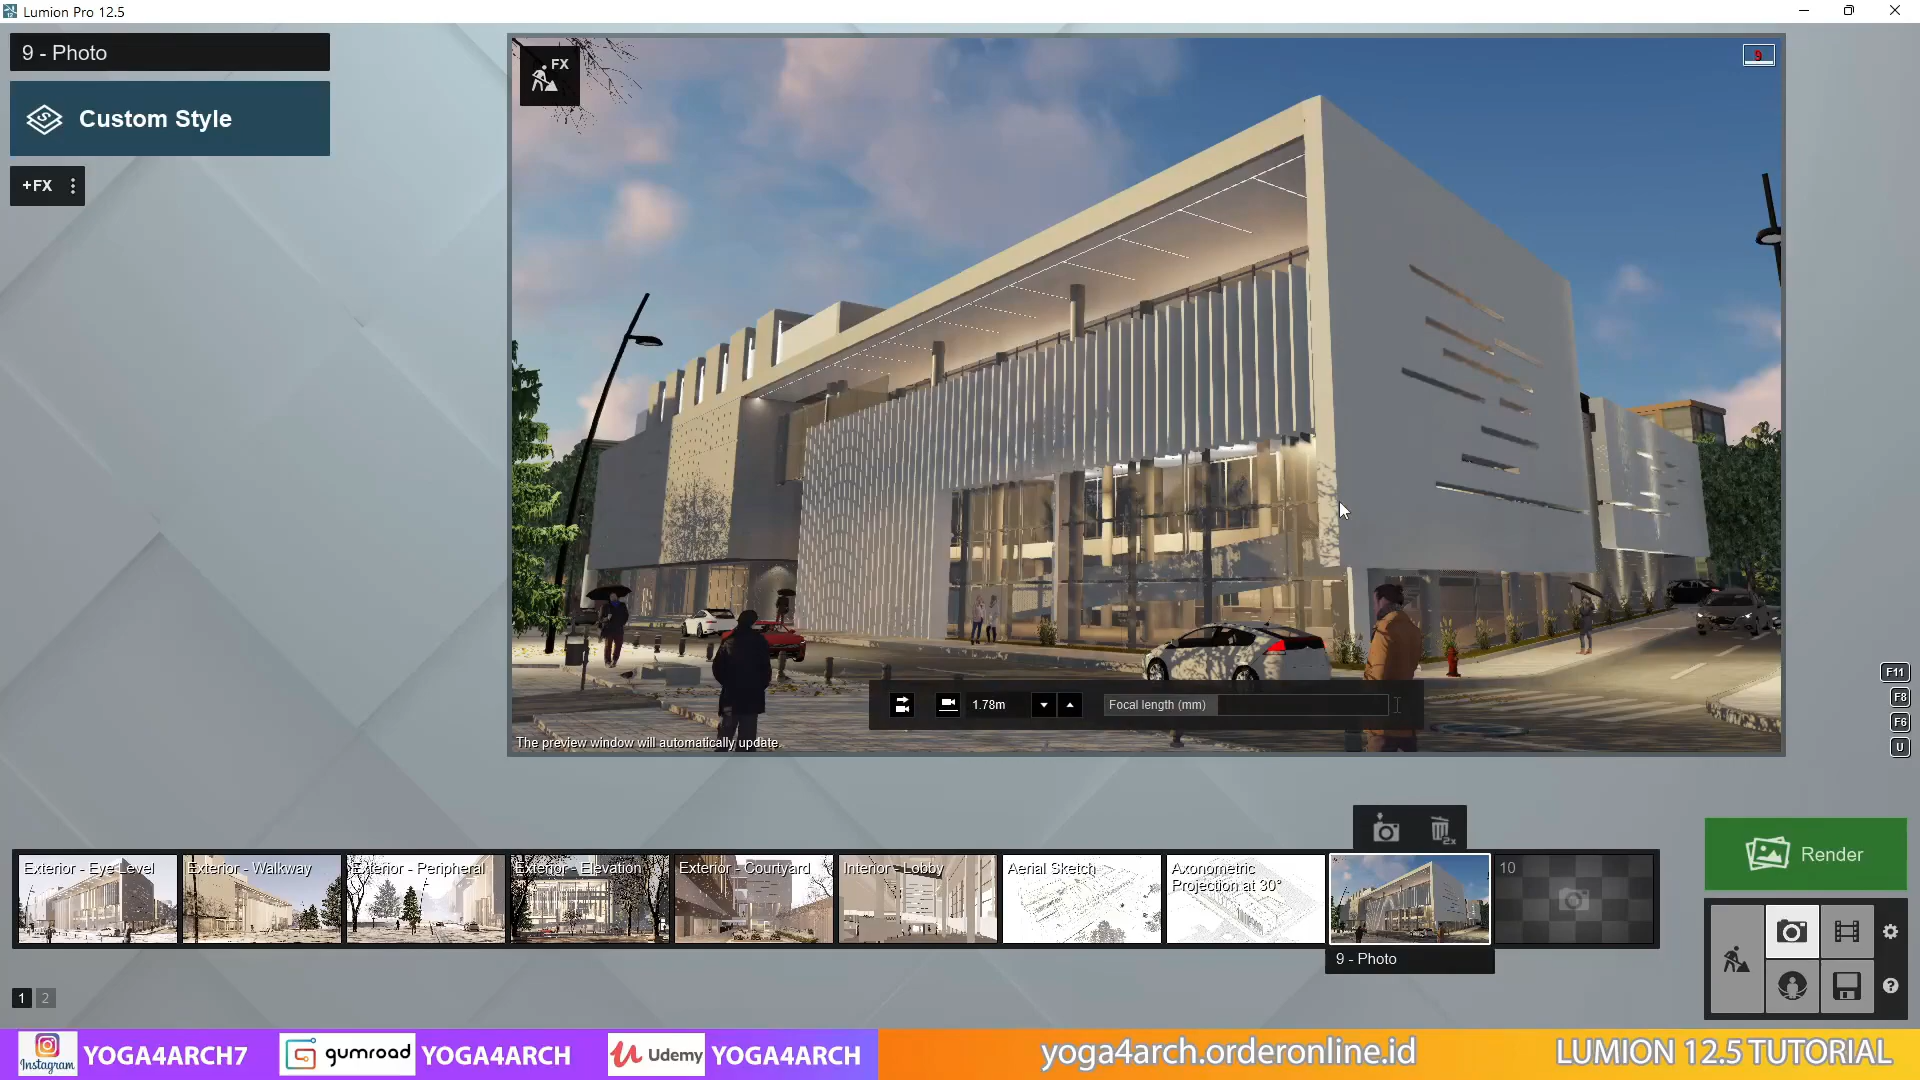 Lumion Pro 12.5
9 - Photo
Custom Style
+FX
FX
9
1.78m
Focal length (mm)
The preview window will automatically update.
F11
F8
F6
U
2x
Exterior - Eye Level
Exterior - Walkway
Exterior - Peripheral
Exterior - Elevation
Exterior - Courtyard
Interior - Lobby
Aerial Sketch
Axonometric
Projection at 30°
10
9 - Photo
Render
1 2
Instagram YOGA4ARCH7
gumroad YOGA4ARCH
Udemy YOGA4ARCH
yoga4arch.orderonline.id
LUMION 12.5 TUTORIAL